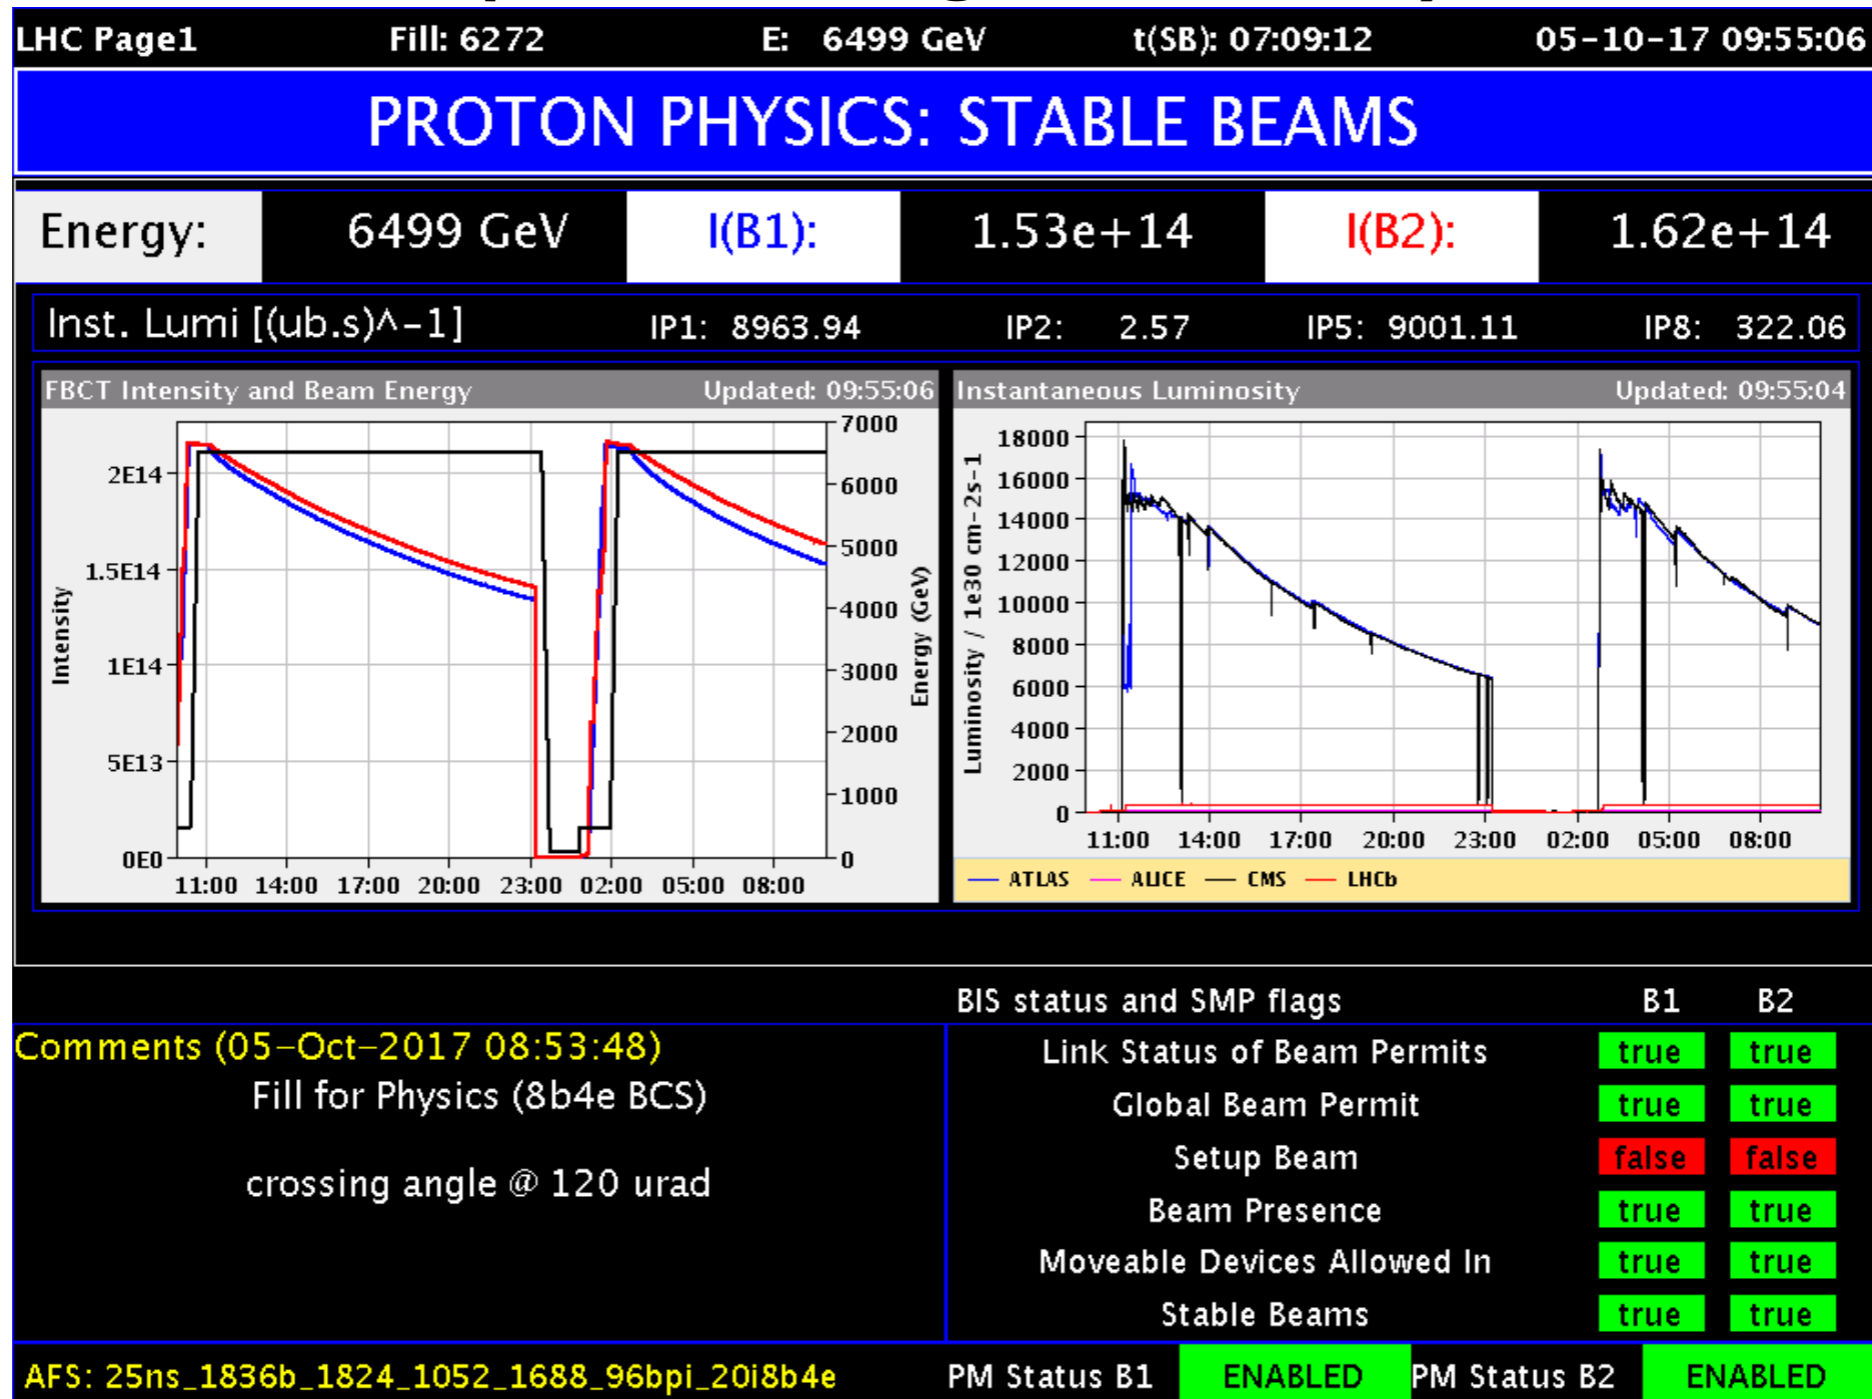 LHC Page1 Fill: 6272 E: 6499 GeV t(SB): 07:09:12 05-10-17 09:55:06
PROTON PHYSICS: STABLE BEAMS
Energy: 6499 GeV I(B1): 1.53e+14 I(B2): 1.62e+14
Inst. Lumi [(ub.s)^-1] IP1: 8963.94 IP2: 2.57 IP5: 9001.11 IP8: 322.06
FBCT Intensity and Beam Energy Updated: 09:55:06
Intensity
2E14
1.5E14
1E14
5E13
0E0
7000
6000
5000
4000
3000
2000
1000
0
Energy (GeV)
11:00 14:00 17:00 20:00 23:00 02:00 05:00 08:00
Instantaneous Luminosity Updated: 09:55:04
Luminosity / 1e30 cm-2s-1
18000
16000
14000
12000
10000
8000
6000
4000
2000
0
11:00 14:00 17:00 20:00 23:00 02:00 05:00 08:00
ATLAS ALICE CMS LHCb
Comments (05-Oct-2017 08:53:48)
Fill for Physics (8b4e BCS)
crossing angle @ 120 urad
BIS status and SMP flags B1 B2
Link Status of Beam Permits true true
Global Beam Permit true true
Setup Beam false false
Beam Presence true true
Moveable Devices Allowed In true true
Stable Beams true true
AFS: 25ns_1836b_1824_1052_1688_96bpi_20i8b4e PM Status B1 ENABLED PM Status B2 ENABLED